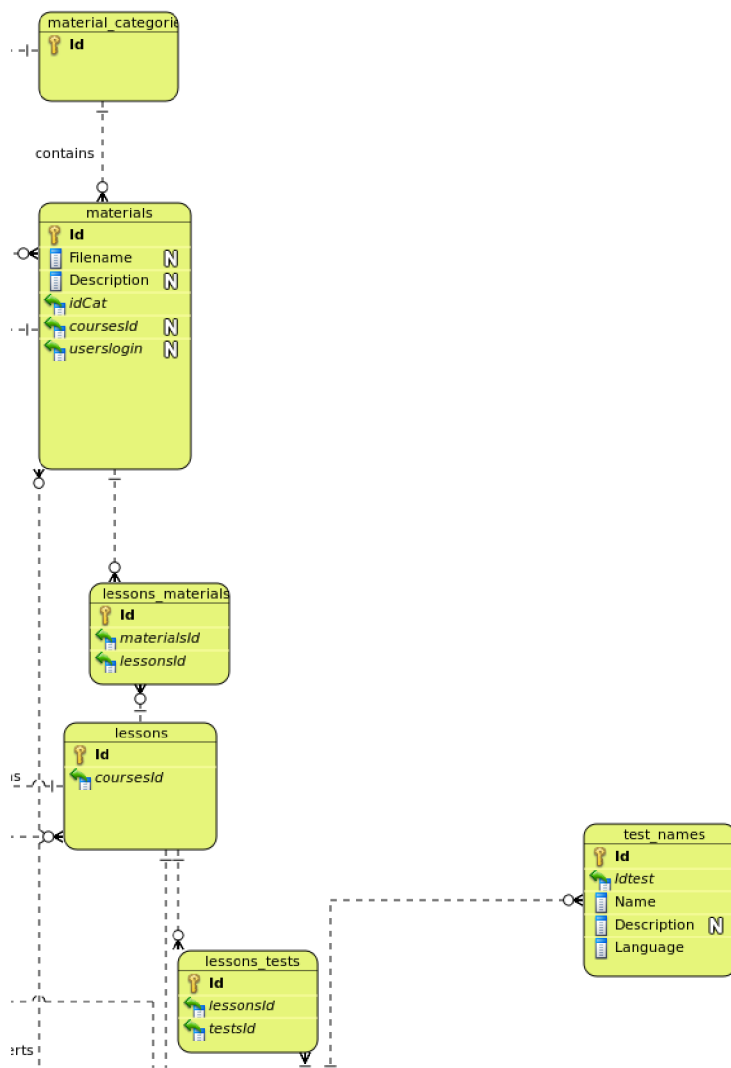 material_categorie
Id
contains
materials
Id
Filename N
Description N
idCat
coursesId N
userslogin N
lessons_materials
Id
materialsId
lessonsId
lessons
Id
coursesId
test_names
Id
Idtest
Name
Description N
Language
lessons_tests
Id
lessonsId
testsId
erts